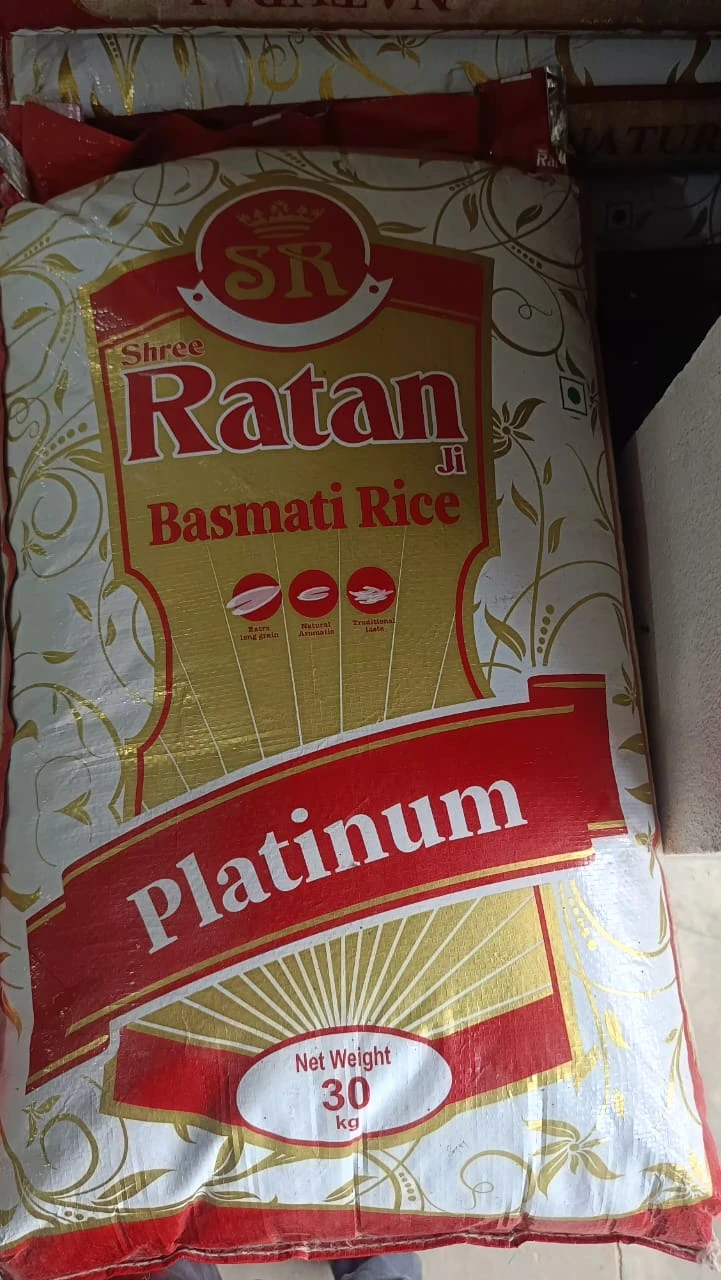 SR
Shree
Ratan
Ji
Basmati Rice
Extra
long grain
Natural
Aromatic
Traditional
taste
Platinum
Net Weight
30
kg